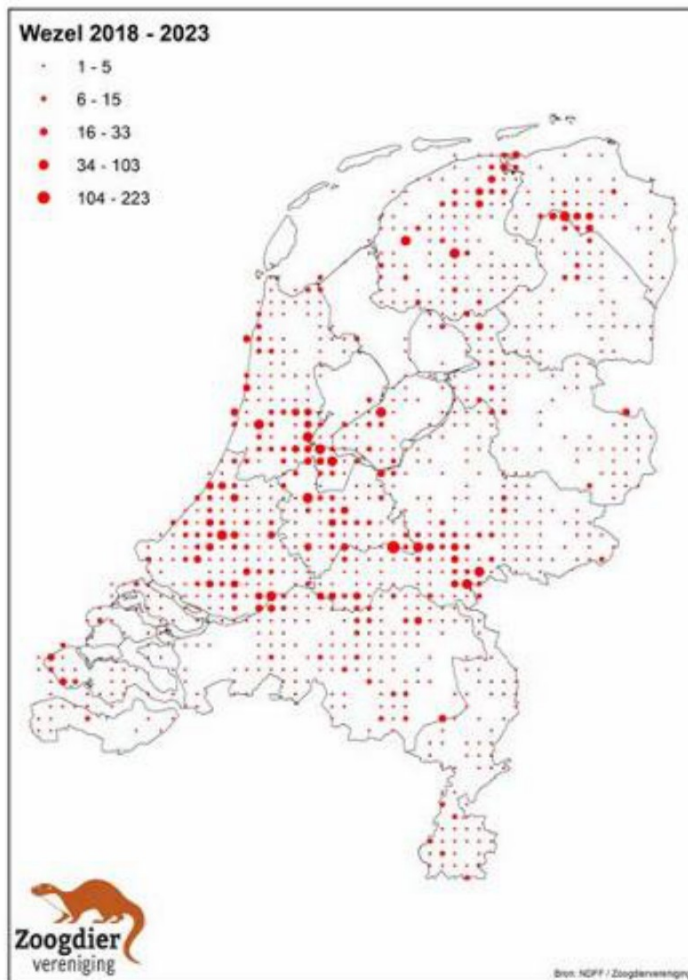 Wezel 2018 - 2023
1 - 5
6 - 15
16 - 33
34 - 103
104 - 223
Zoogdier
vereniging
Bron: NDFF / Zoogdiervereniging